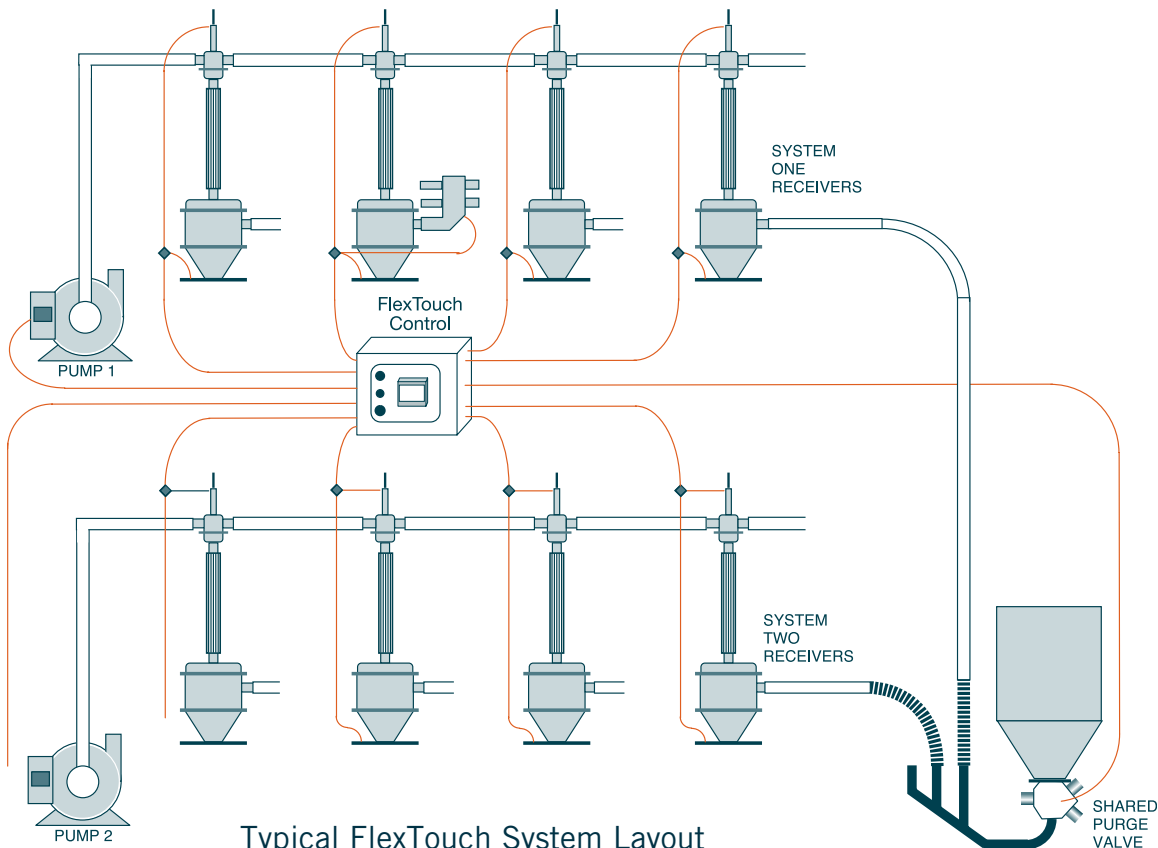 SYSTEM
ONE
RECEIVERS
FlexTouch
Control
PUMP 1
SYSTEM
TWO
RECEIVERS
SHARED
PURGE
VALVE
PUMP 2
Typical FlexTouch System Layout